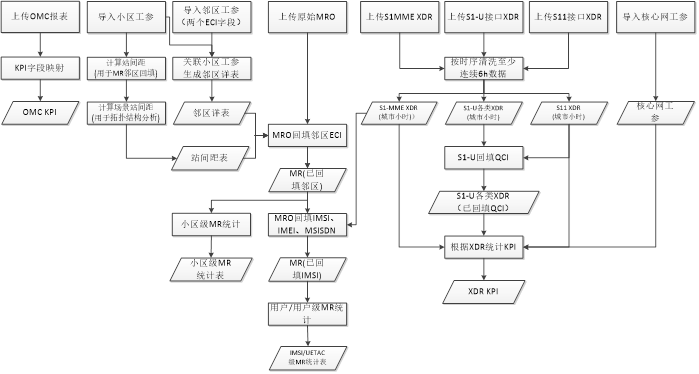 上传OMC报表
导入小区工参
导入邻区工参
(两个ECI字段)
上传原始MRO
上传S1MME XDR
上传S1-U接口XDR
上传S11接口XDR
导入核心网工参
KPI字段映射
计算站间距
(用于MR邻区回填)
关联小区工参
生成邻区详表
按时序清洗至少
连续6h数据
OMC KPI
计算场景站间距
(用于拓扑结构分析)
邻区详表
S1-MME XDR
(城市小时))
S1-U各类XDR
(城市小时)
S11 XDR
(城市小时)
核心网工
参
MRO回填邻区ECI
站间距表
S1-U回填QCI
MR(已回
填邻区)
S1-U各类XDR
(已回填QCI)
小区级MR统计
MRO回填IMSI、
IMEI、MSISDN
根据XDR统计KPI
小区级MR
统计表
MR(已回
填IMSI)
XDR KPI
用户/用户级MR统
计
IMSI/UETAC
级MR统计表